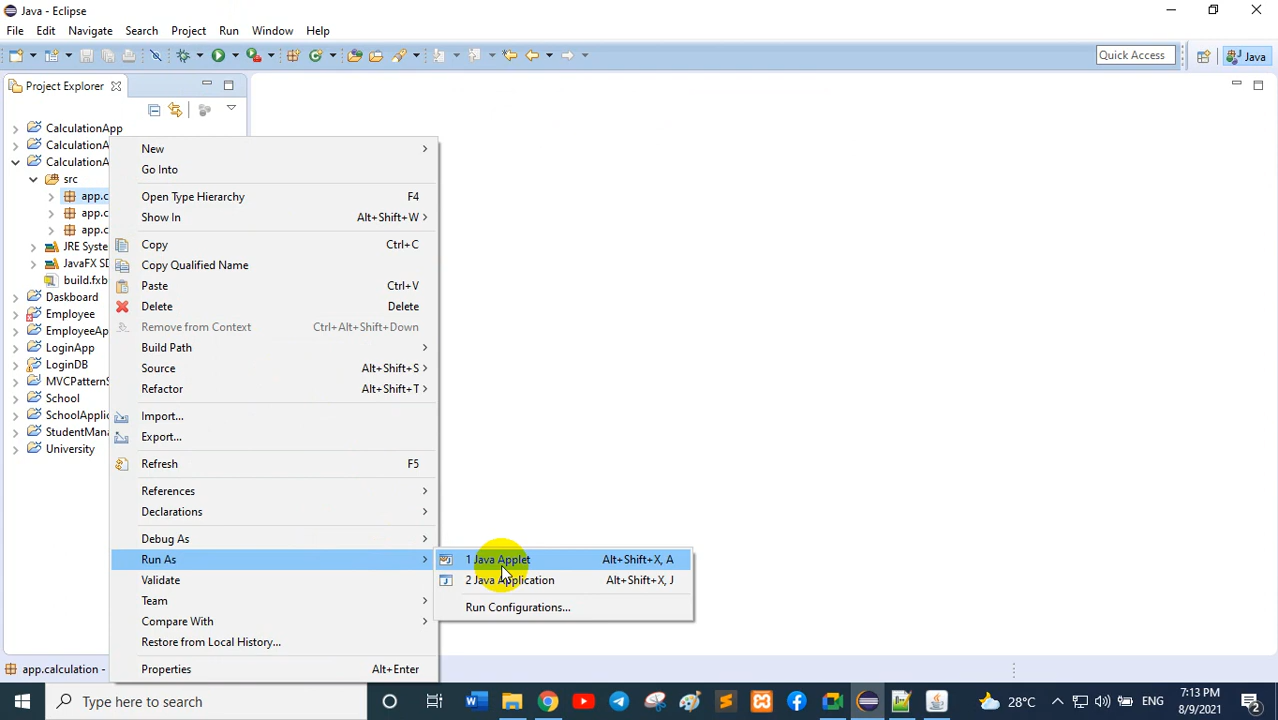 Java - Eclipse
File Edit Navigate Search Project Run Window Help
Quick Access
Java
Project Explorer
CalculationApp
CalculationA
CalculationA
src
app.c
app.c
app.c
JRE Syste
JavaFX SD
build.fxb
Daskboard
Employee
EmployeeAp
LoginApp
LoginDB
MVCPatternS
School
SchoolApplic
StudentMana
University
New
Go Into
Open Type Hierarchy F4
Show In Alt+Shift+W
Copy Ctrl+C
Copy Qualified Name
Paste Ctrl+V
Delete Delete
Remove from Context Ctrl+Alt+Shift+Down
Build Path
Source Alt+Shift+S
Refactor Alt+Shift+T
Import...
Export...
Refresh F5
References
Declarations
Debug As
Run As
Validate
Team
Compare With
Restore from Local History...
Properties Alt+Enter
1 Java Applet Alt+Shift+X, A
2 Java Application Alt+Shift+X, J
Run Configurations...
app.calculation -
Type here to search
28°C
ENG
7:13 PM
8/9/2021
2